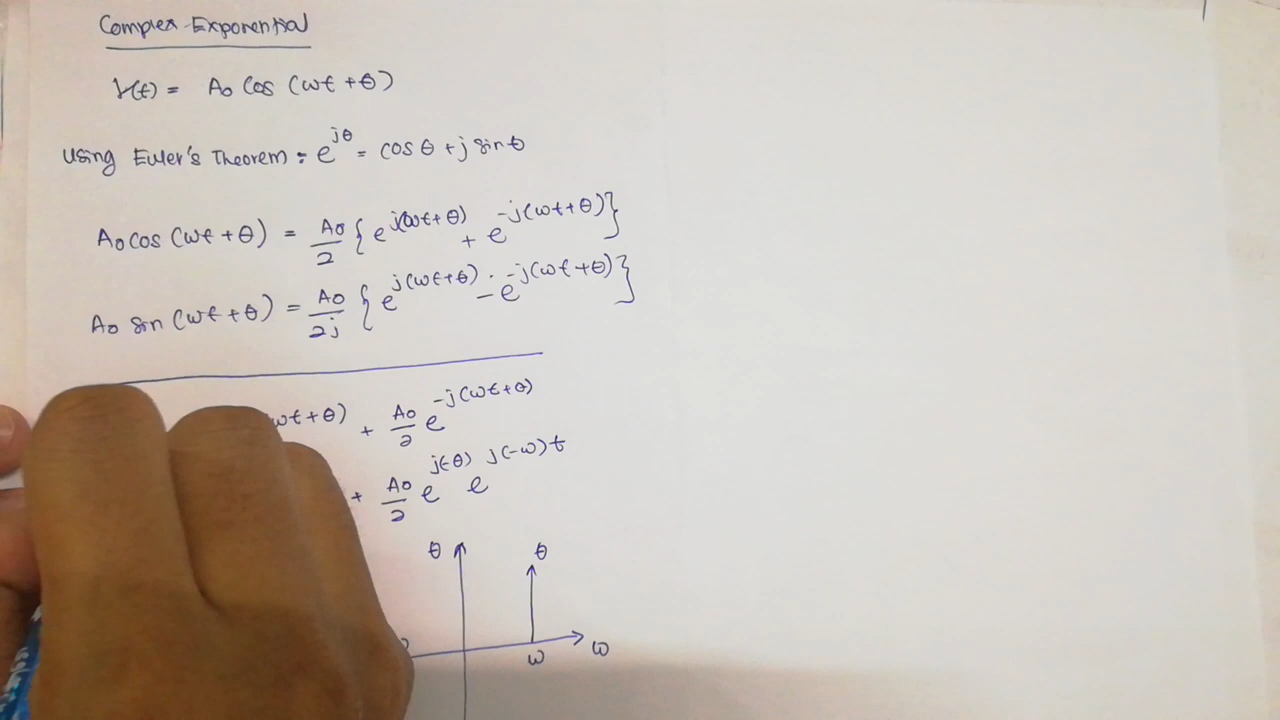 Complex Exponential
V(t) = A₀ Cos (ωt + θ)
Using Euler's Theorem : e^{jθ} = cos θ + j sin θ
A₀ cos (ωt + θ) = A₀/2 { e^{j(ωt+θ)} + e^{-j(ωt+θ)} }
A₀ sin (ωt + θ) = A₀/2j { e^{j(ωt+θ)} - e^{-j(ωt+θ)} }
ωt+θ) + A₀/2 e^{-j(ωt+θ)}
+ A₀/2 e^{j(-θ)} e^{j(-ω)t}
θ θ
ω ω